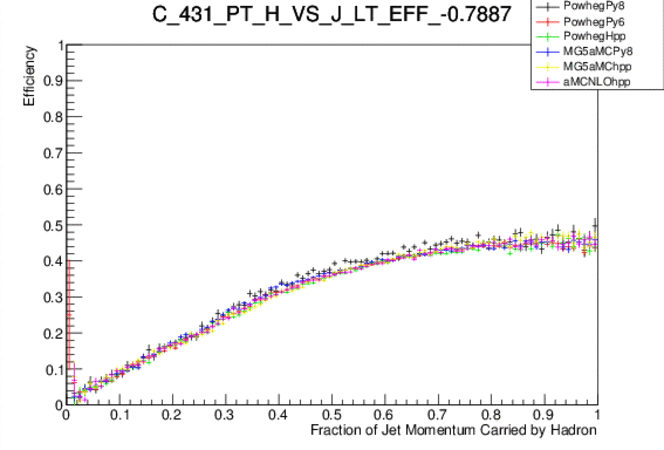 C_431_PT_H_VS_J_LT_EFF_-0.7887
PowhegPy8
PowhegPy6
PowhegHpp
MG5aMCPy8
MG5aMChpp
aMCNLOhpp
Efficiency
1
0.9
0.8
0.7
0.6
0.5
0.4
0.3
0.2
0.1
0
0 0.1 0.2 0.3 0.4 0.5 0.6 0.7 0.8 0.9 1
Fraction of Jet Momentum Carried by Hadron